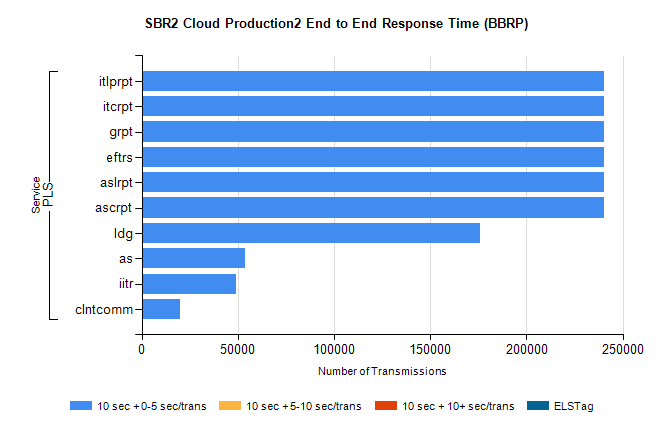 SBR2 Cloud Production2 End to End Response Time (BBRP)
itlprpt
itcrpt
grpt
eftrs
aslrpt
ascrpt
ldg
as
iitr
clntcomm
Service
PLS
0
50000
100000
150000
200000
250000
Number of Transmissions
10 sec +0-5 sec/trans
10 sec +5-10 sec/trans
10 sec + 10+ sec/trans
ELSTag